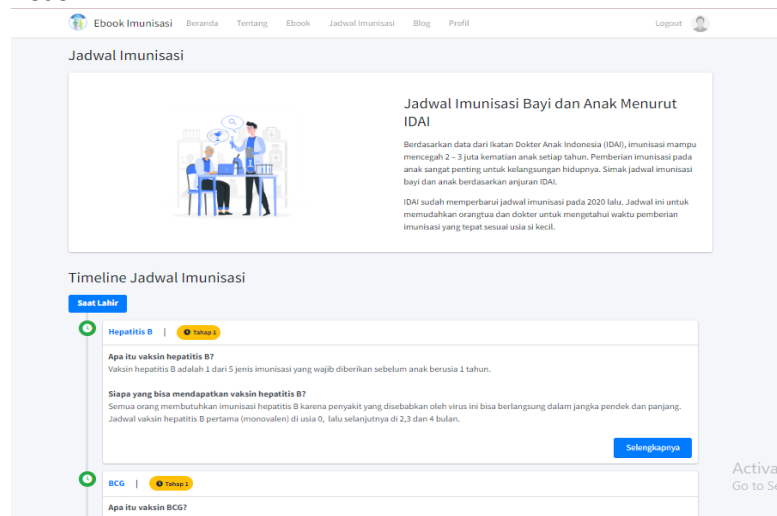 Ebook Imunisasi Beranda Tentang Ebook Jadwal Imunisasi Blog Profil Logout
Jadwal Imunisasi
Jadwal Imunisasi Bayi dan Anak Menurut
IDAI
Berdasarkan data dari Ikatan Dokter Anak Indonesia (IDAI), imunisasi mampu
mencegah 2 – 3 juta kematian anak setiap tahun. Pemberian imunisasi pada
anak sangat penting untuk kelangsungan hidupnya. Simak jadwal imunisasi
bayi dan anak berdasarkan anjuran IDAI.
IDAI sudah memperbarui jadwal imunisasi pada 2020 lalu. Jadwal ini untuk
memudahkan orangtua dan dokter untuk mengetahui waktu pemberian
imunisasi yang tepat sesuai usia si kecil.
Timeline Jadwal Imunisasi
Saat Lahir
Hepatitis B | Tahap 1
Apa itu vaksin hepatitis B?
Vaksin hepatitis B adalah 1 dari 5 jenis imunisasi yang wajib diberikan sebelum anak berusia 1 tahun.
Siapa yang bisa mendapatkan vaksin hepatitis B?
Semua orang membutuhkan imunisasi hepatitis B karena penyakit yang disebabkan oleh virus ini bisa berlangsung dalam jangka pendek dan panjang.
Jadwal vaksin hepatitis B pertama (monovalen) di usia 0, lalu selanjutnya di 2,3 dan 4 bulan.
Selengkapnya
BCG | Tahap 1
Apa itu vaksin BCG?
Activa
Go to Se